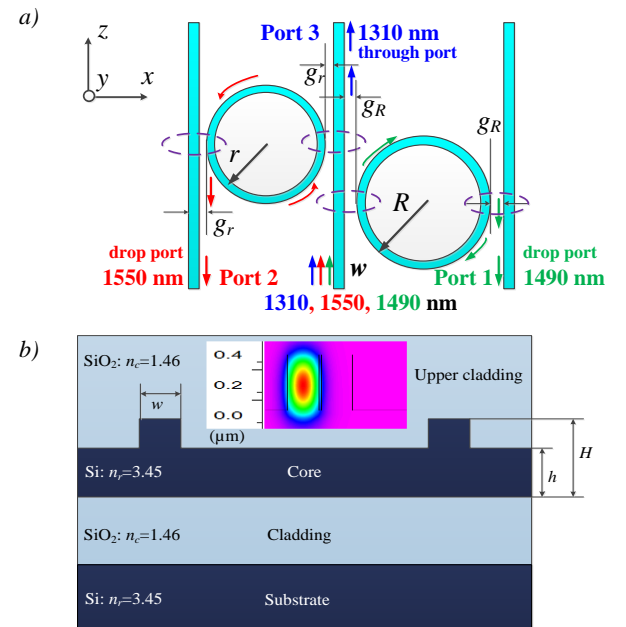 a)
z
y
x
Port 3
1310 nm
through port
g_r
g_R
g_R
r
R
g_r
drop port
1550 nm
Port 2
w
Port 1
drop port
1490 nm
1310, 1550, 1490 nm
b)
SiO₂: n_c=1.46
0.4
0.2
0.0
(μm)
Upper cladding
w
H
h
Si: n_r=3.45
Core
SiO₂: n_c=1.46
Cladding
Si: n_r=3.45
Substrate